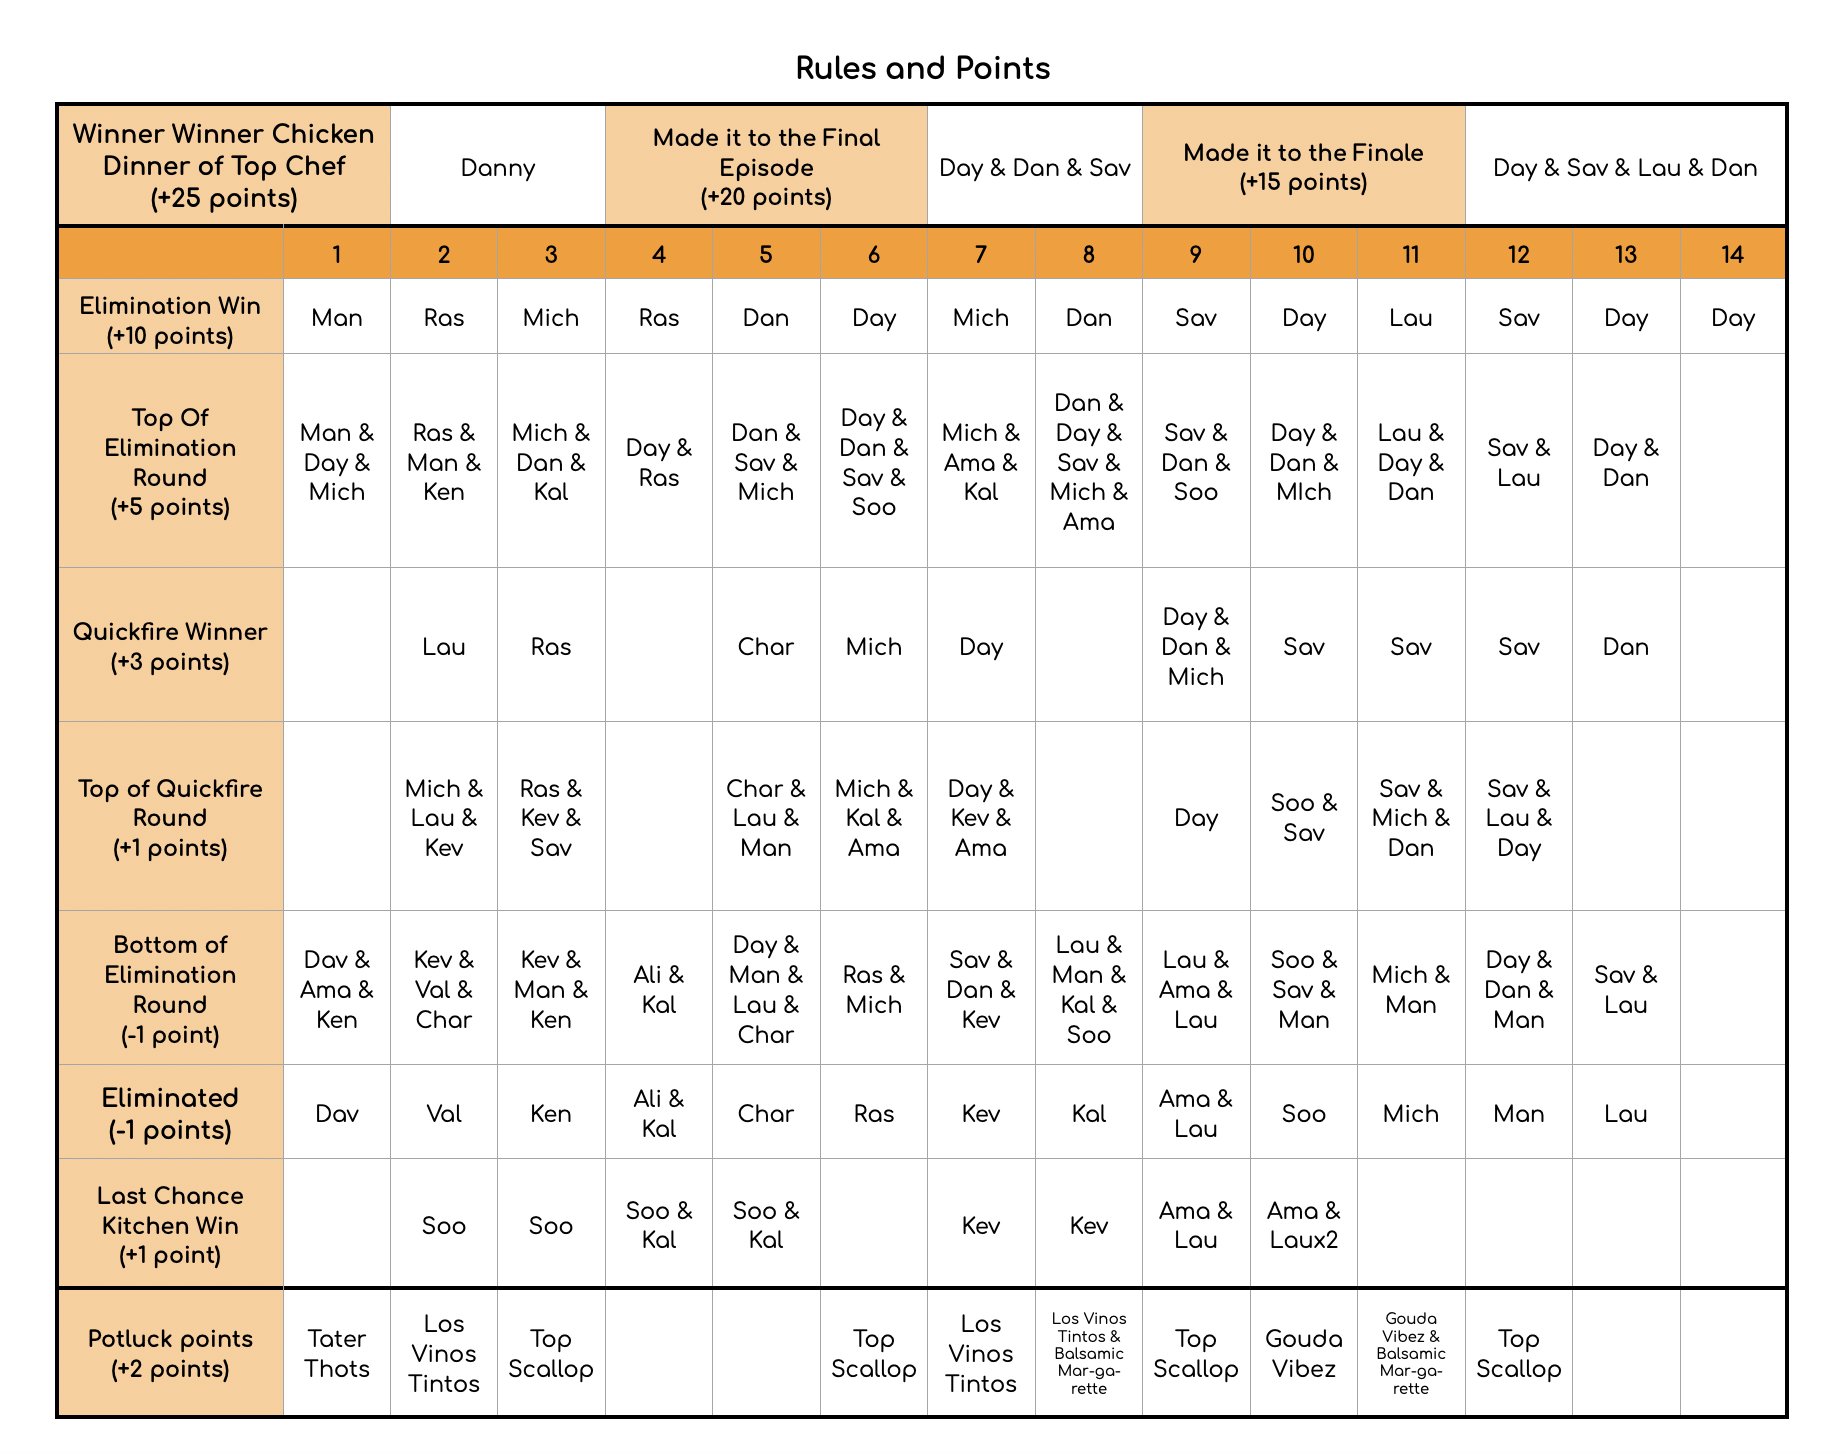 Rules and Points
Winner Winner Chicken
Dinner of Top Chef
(+25 points)
Danny
Made it to the Final
Episode
(+20 points)
Day & Dan & Sav
Made it to the Finale
(+15 points)
Day & Sav & Lau & Dan
1 2 3 4 5 6 7 8 9 10 11 12 13 14
Elimination Win
(+10 points)
Man
Ras
Mich
Ras
Dan
Day
Mich
Dan
Sav
Day
Lau
Sav
Day
Day
Top Of
Elimination
Round
(+5 points)
Man &
Day &
Mich
Ras &
Man &
Ken
Mich &
Dan &
Kal
Day &
Ras
Dan &
Sav &
Mich
Day &
Dan &
Sav &
Soo
Mich &
Ama &
Kal
Dan &
Day &
Sav &
Mich &
Ama
Sav &
Dan &
Soo
Day &
Dan &
MIch
Lau &
Day &
Dan
Sav &
Lau
Day &
Dan
Quickfire Winner
(+3 points)
Lau
Ras
Char
Mich
Day
Day &
Dan &
Mich
Sav
Sav
Sav
Dan
Top of Quickfire
Round
(+1 points)
Mich &
Lau &
Kev
Ras &
Kev &
Sav
Char &
Lau &
Man
Mich &
Kal &
Ama
Day &
Kev &
Ama
Day
Soo &
Sav
Sav &
Mich &
Dan
Sav &
Lau &
Day
Bottom of
Elimination
Round
(-1 point)
Dav &
Ama &
Ken
Kev &
Val &
Char
Kev &
Man &
Ken
Ali &
Kal
Day &
Man &
Lau &
Char
Ras &
Mich
Sav &
Dan &
Kev
Lau &
Man &
Kal &
Soo
Lau &
Ama &
Lau
Soo &
Sav &
Man
Mich &
Man
Day &
Dan &
Man
Sav &
Lau
Eliminated
(-1 points)
Dav
Val
Ken
Ali &
Kal
Char
Ras
Kev
Kal
Ama &
Lau
Soo
Mich
Man
Lau
Last Chance
Kitchen Win
(+1 point)
Soo
Soo
Soo &
Kal
Soo &
Kal
Kev
Kev
Ama &
Lau
Ama &
Laux2
Potluck points
(+2 points)
Tater
Thots
Los
Vinos
Tintos
Top
Scallop
Top
Scallop
Los
Vinos
Tintos
Los Vinos
Tintos &
Balsamic
Mar-ga-
rette
Top
Scallop
Gouda
Vibez
Gouda
Vibez &
Balsamic
Mar-ga-
rette
Top
Scallop